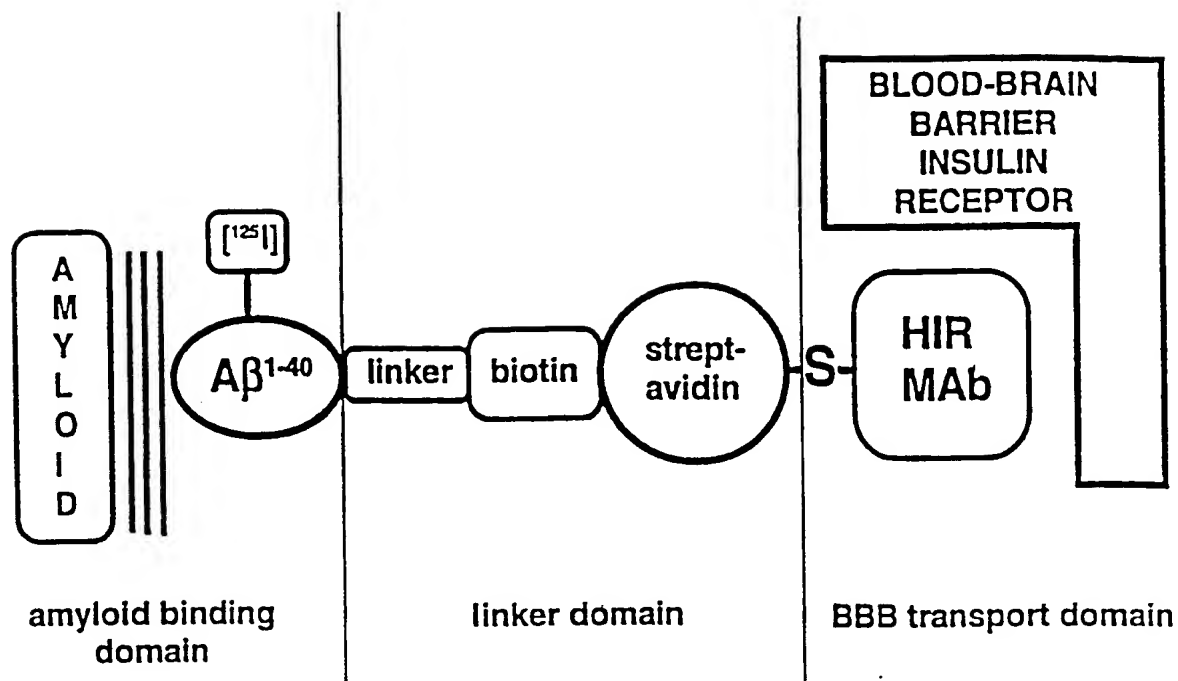 BLOOD-BRAIN
BARRIER
INSULIN
RECEPTOR
[¹²⁵I]
A
M
Y
L
O
I
D
Aβ¹⁻⁴⁰
linker
biotin
strept-
avidin
-S-
HIR
MAb
amyloid binding
domain
linker domain
BBB transport domain